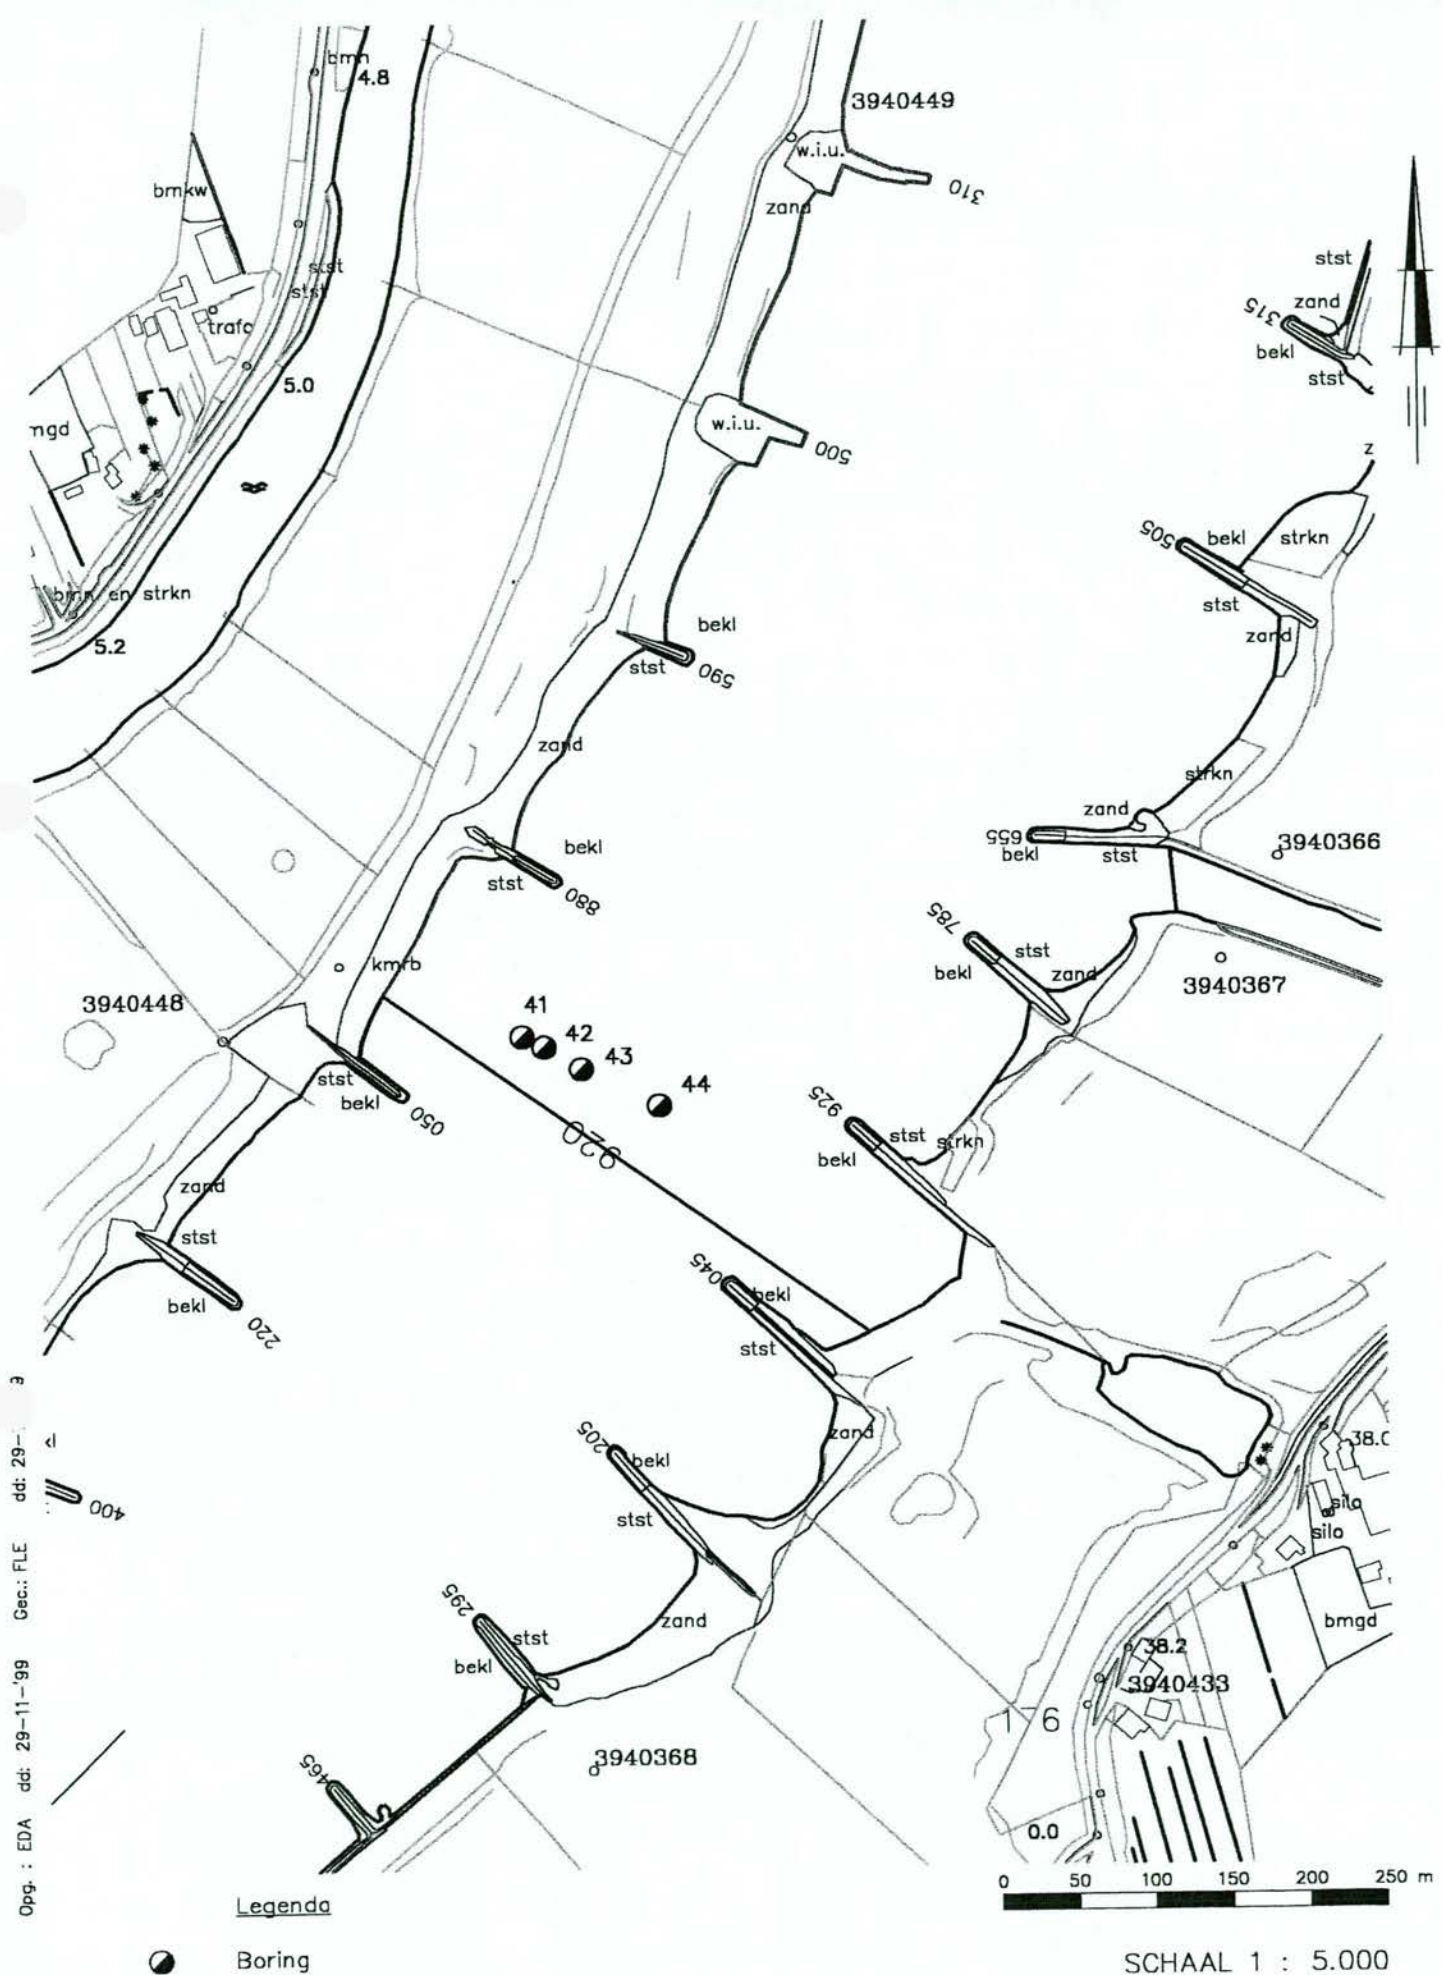 bmn
4.8
3940449
w.i.u.
310
brnkw
zand
stst
stst
stst
zand
315
trafo
bekl
5.0
stst
mgd
w.i.u.
500
z
505
bekl
strkn
bmn en strkn
stst
5.2
bekl
zand
stst
590
zand
strkn
zand
655
bekl
bekl
stst
3940366
stst
880
785
stst
kmrb
bekl
zand
3940448
3940367
41
42
43
44
stst
bekl
050
925
stst
strkn
bekl
970
zand
stst
045
bekl
bekl
220
stst
zand
38.0
205
bekl
400
silo
stst
silo
295
zand
bmgd
stst
38.2
bekl
3940433
176
3940368
465
0.0
0 50 100 150 200 250 m
Opg. : EDA dd: 29-11-'99 Gec.: FLE dd: 29-
Legenda
Boring
SCHAAL 1 : 5.000